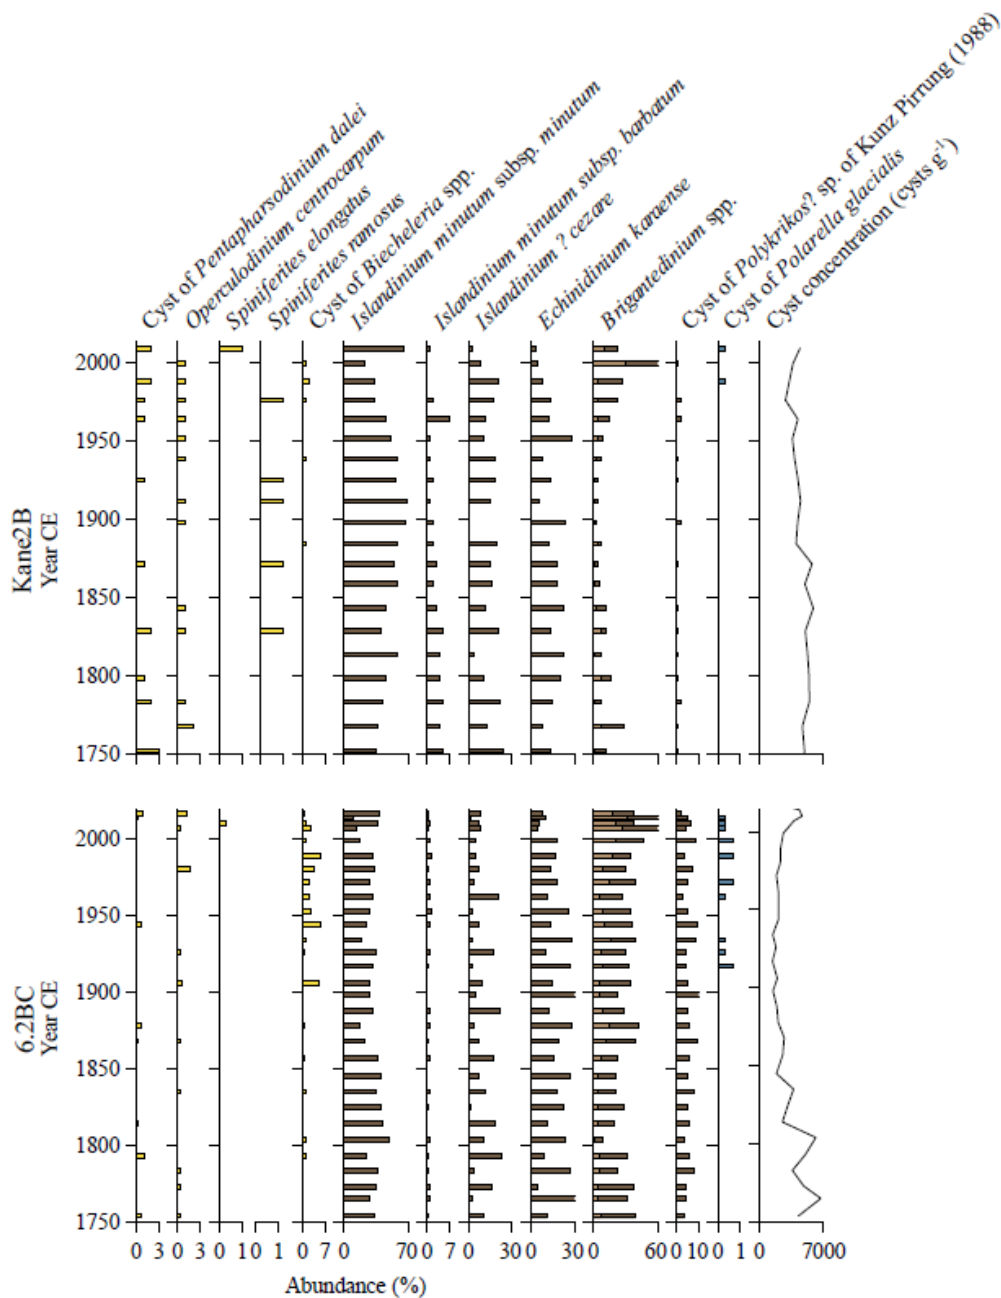 Cyst of Pentapharsodinium dalei
Operculodinium centrocarpum
Spiniferites elongatus
Spiniferites ramosus
Cyst of Biecheleria spp.
Islandinium minutum subsp. minutum
Islandinium minutum subsp. barbatum
Islandinium ? cezare
Echinidinium karaense
Brigantedinium spp.
Cyst of Polykrikos? sp. of Kunz Pirrung (1988)
Cyst of Polarella glacialis
Cyst concentration (cysts g⁻¹)
Kane2B
Year CE
2000
1950
1900
1850
1800
1750
6.2BC
Year CE
2000
1950
1900
1850
1800
1750
0 3 0 3 0 1 0 1 0 7 0 70 0 7 0 30 0 30 0 60 0 10 0 1 0 7000
Abundance (%)